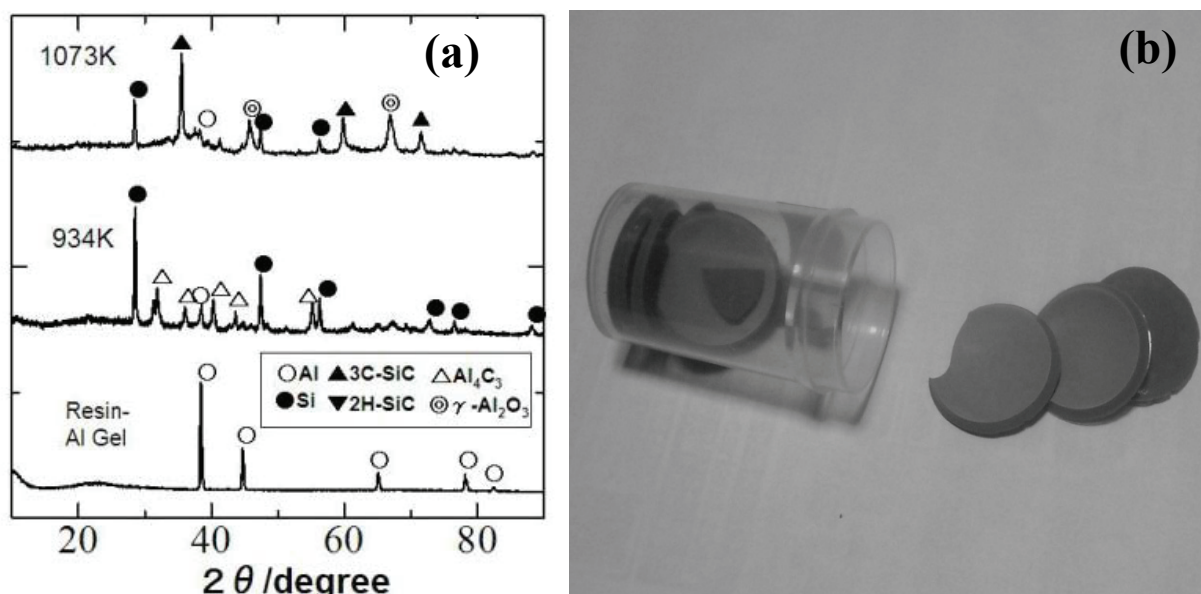 (a)
1073K
934K
Resin-
Al Gel
○Al ▲3C-SiC △Al₄C₃
●Si ▼2H-SiC ◎γ-Al₂O₃
20 40 60 80
2θ/degree
(b)